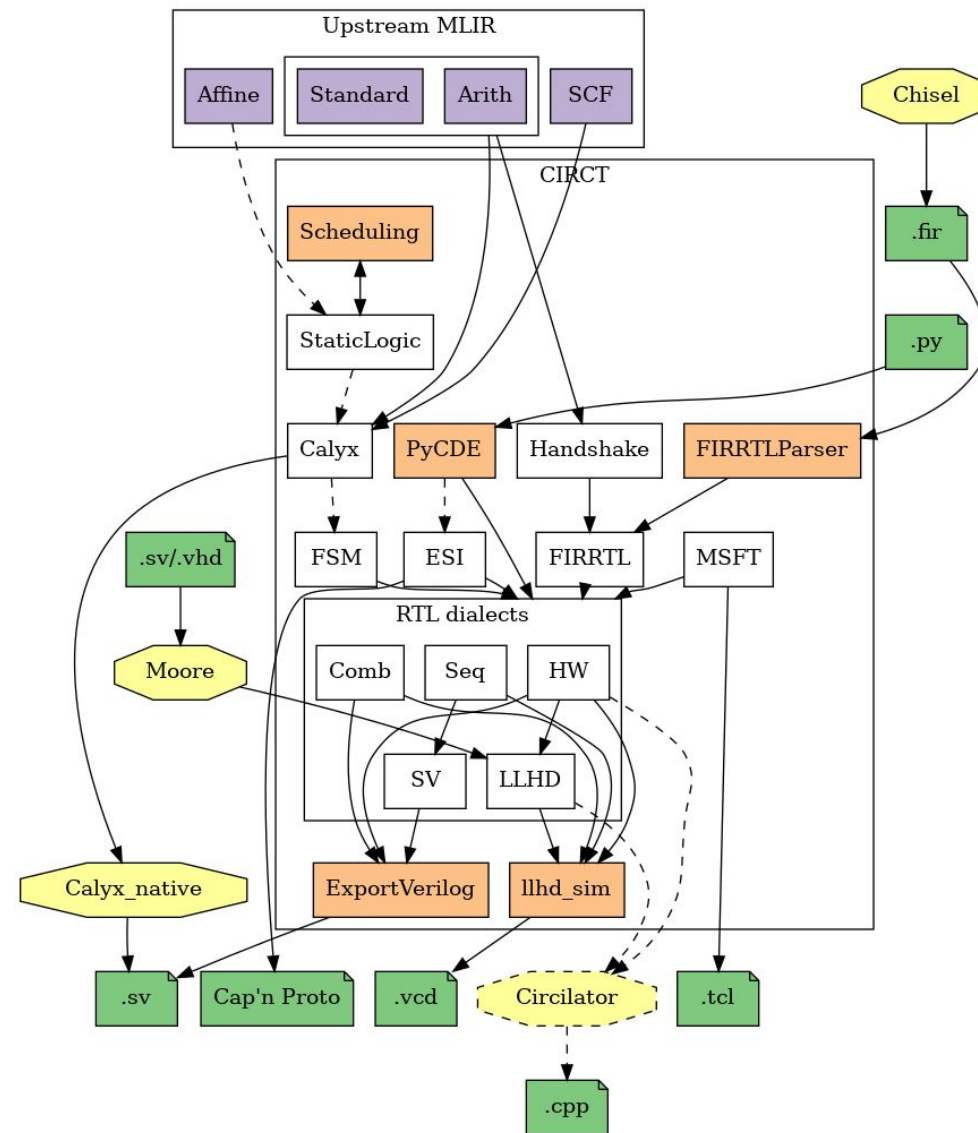 Upstream MLIR
Affine
Standard
Arith
SCF
Chisel
CIRCT
Scheduling
.fir
StaticLogic
.py
Calyx
PyCDE
Handshake
FIRRTLParser
.sv/.vhd
FSM
ESI
FIRRTL
MSFT
RTL dialects
Moore
Comb
Seq
HW
SV
LLHD
Calyx_native
ExportVerilog
llhd_sim
.sv
Cap'n Proto
.vcd
Circilator
.tcl
.cpp